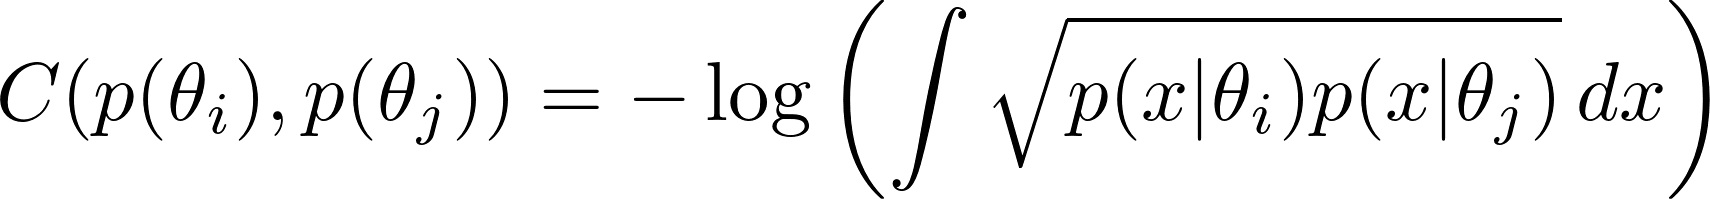 C(p(θ_i), p(θ_j)) = − log (∫ √(p(x|θ_i)p(x|θ_j)) dx)